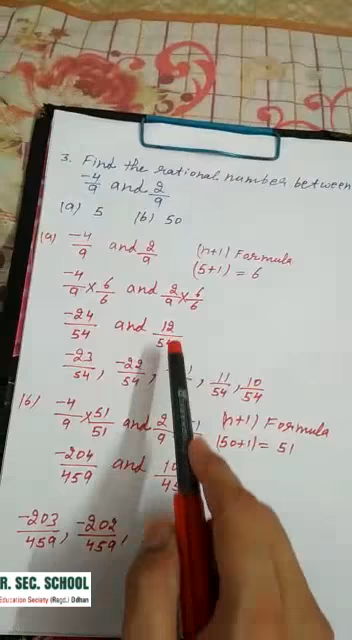 3. Find the rational number between
-4/9 and 2/9
(a) 5 (b) 50
(a) -4/9 and 2/9 (n+1) Formula
(5+1) = 6
-4/9 × 6/6 and 2/9 × 6/6
-24/54 and 12/54
-23/54, -22/54, 11/54, 10/54
(b) -4/9 × 51/51 and 2/9 (n+1) Formula
(50+1) = 51
-204/459 and
-203/459, -202/459,
R. SEC. SCHOOL
Education Society (Regd.) Ddhan